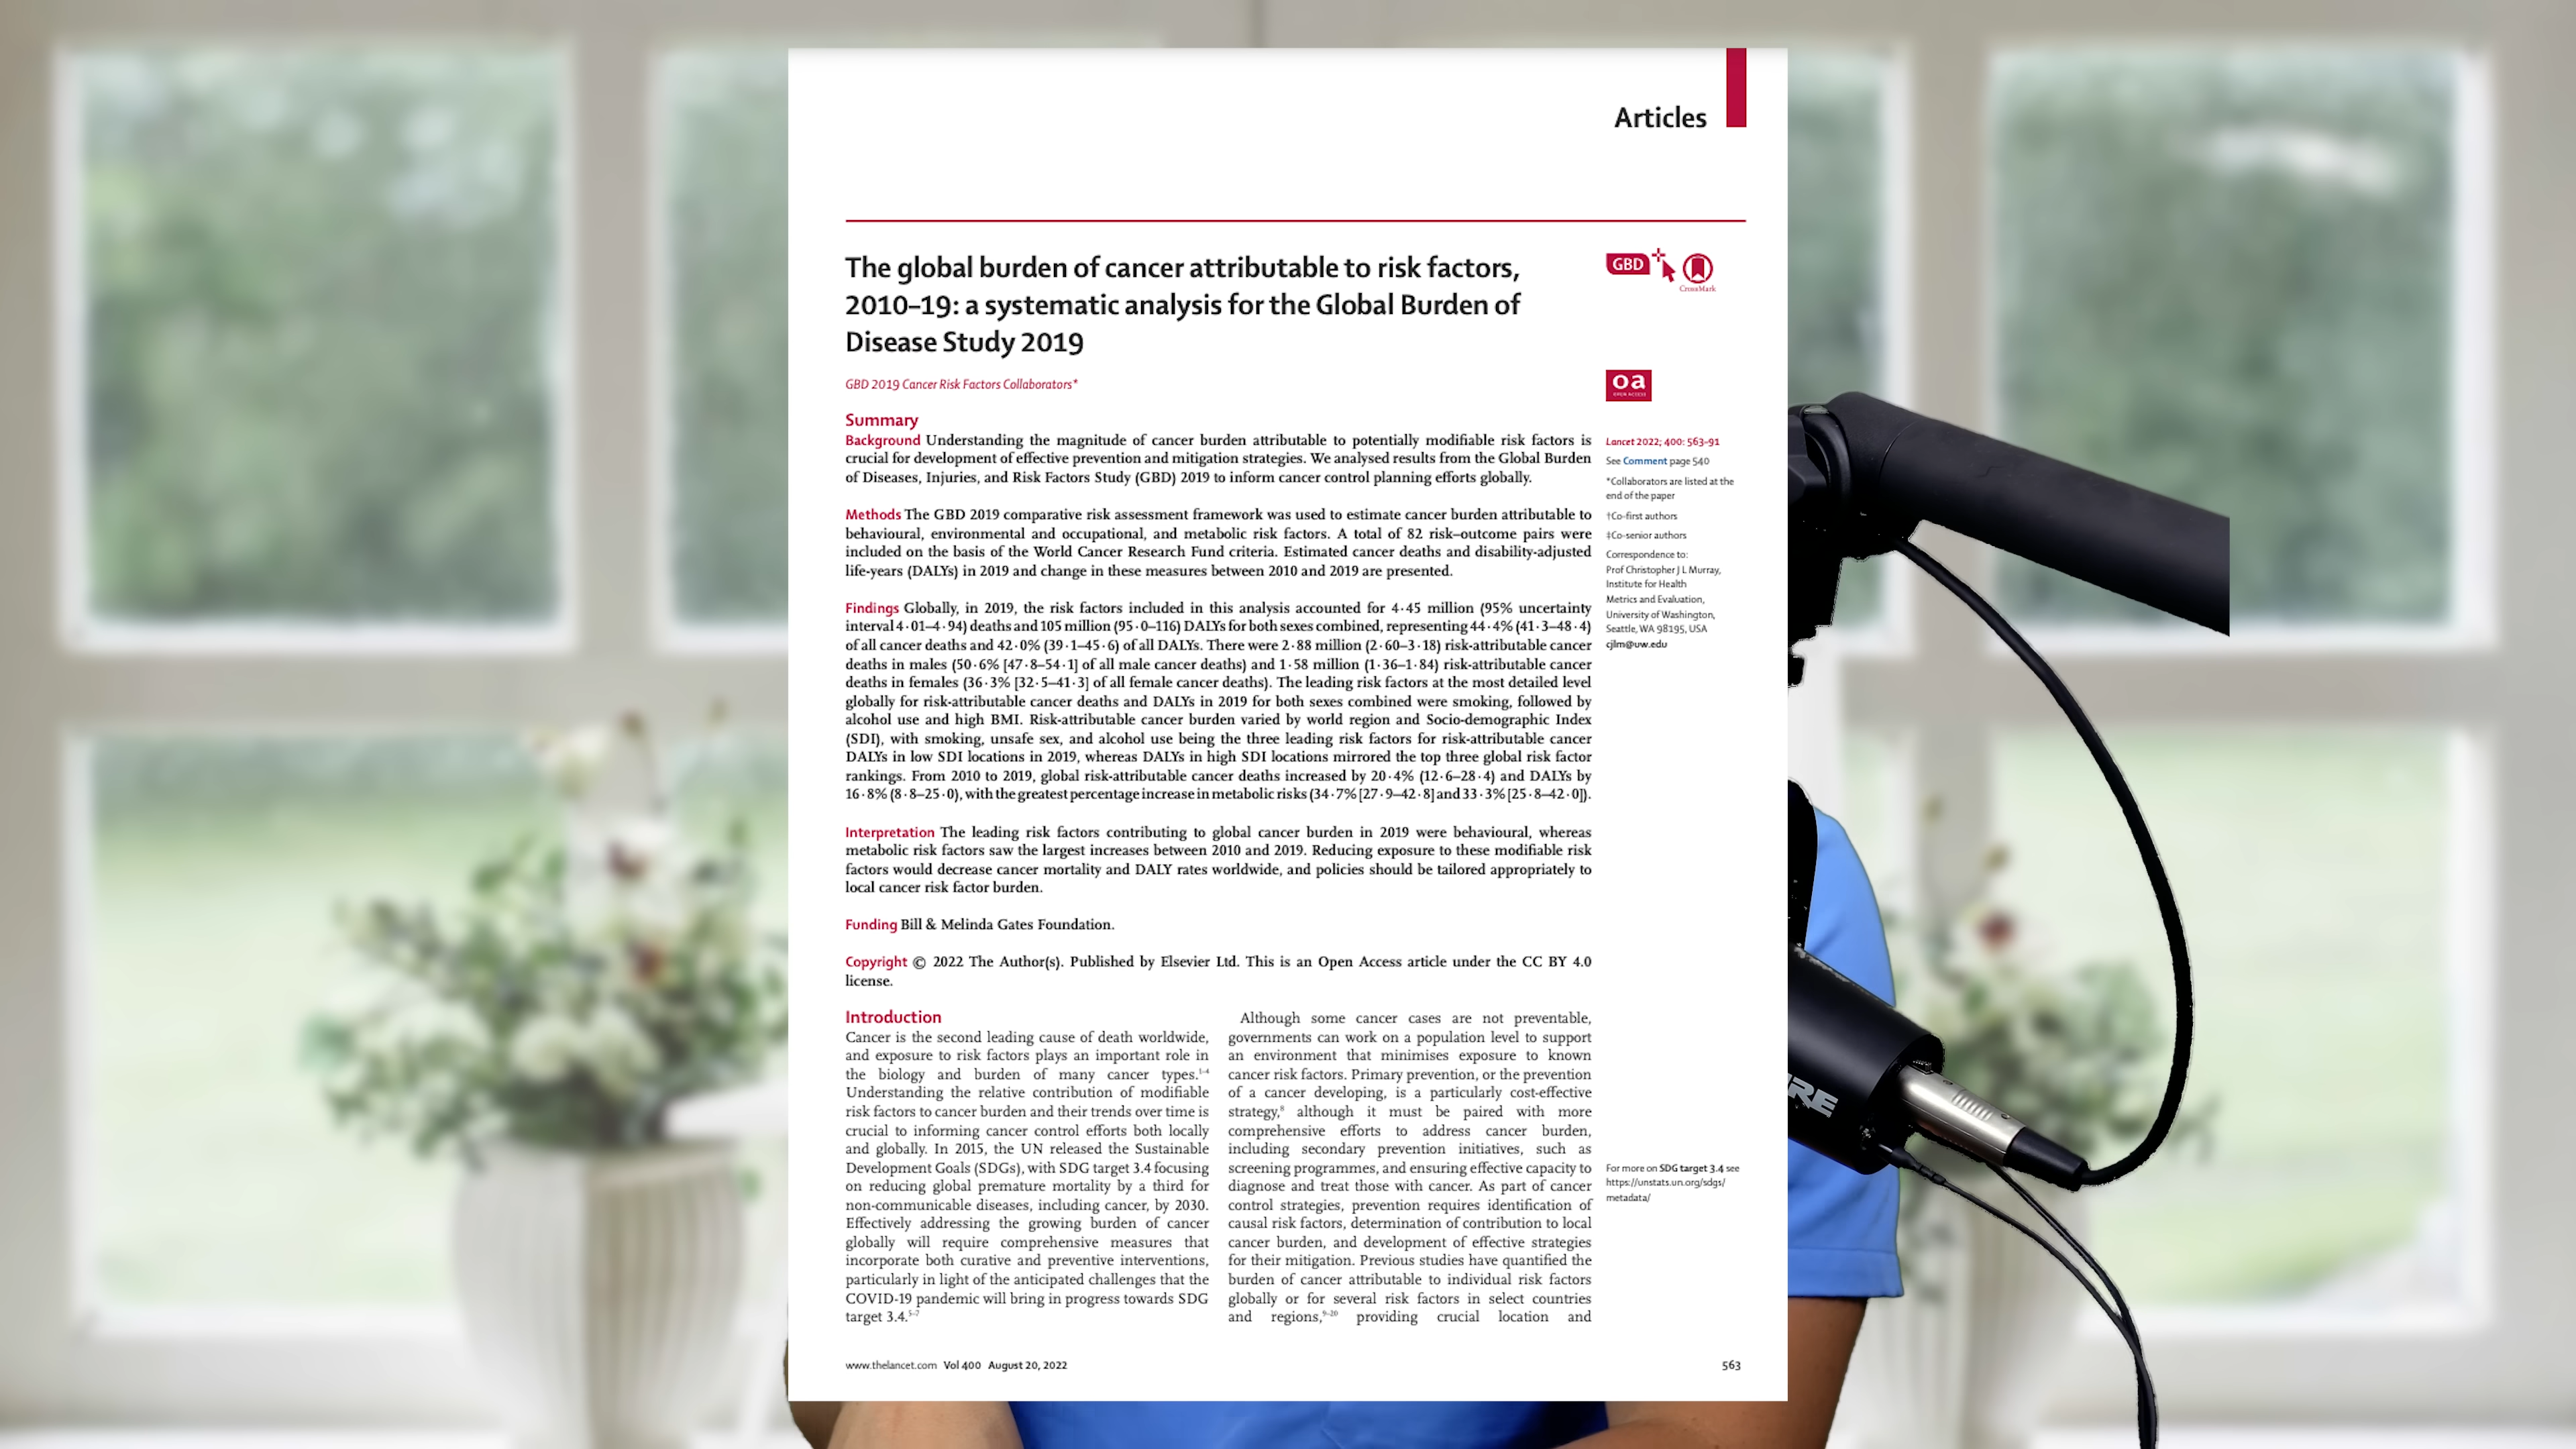 Articles
The global burden of cancer attributable to risk factors,
2010–19: a systematic analysis for the Global Burden of
Disease Study 2019
GBD
CrossMark
GBD 2019 Cancer Risk Factors Collaborators*
oa
OPEN ACCESS
Summary
Background Understanding the magnitude of cancer burden attributable to potentially modifiable risk factors is
crucial for development of effective prevention and mitigation strategies. We analysed results from the Global Burden
of Diseases, Injuries, and Risk Factors Study (GBD) 2019 to inform cancer control planning efforts globally.
Methods The GBD 2019 comparative risk assessment framework was used to estimate cancer burden attributable to
behavioural, environmental and occupational, and metabolic risk factors. A total of 82 risk–outcome pairs were
included on the basis of the World Cancer Research Fund criteria. Estimated cancer deaths and disability-adjusted
life-years (DALYs) in 2019 and change in these measures between 2010 and 2019 are presented.
Findings Globally, in 2019, the risk factors included in this analysis accounted for 4·45 million (95% uncertainty
interval 4·01–4·94) deaths and 105 million (95·0–116) DALYs for both sexes combined, representing 44·4% (41·3–48·4)
of all cancer deaths and 42·0% (39·1–45·6) of all DALYs. There were 2·88 million (2·60–3·18) risk-attributable cancer
deaths in males (50·6% [47·8–54·1] of all male cancer deaths) and 1·58 million (1·36–1·84) risk-attributable cancer
deaths in females (36·3% [32·5–41·3] of all female cancer deaths). The leading risk factors at the most detailed level
globally for risk-attributable cancer deaths and DALYs in 2019 for both sexes combined were smoking, followed by
alcohol use and high BMI. Risk-attributable cancer burden varied by world region and Socio-demographic Index
(SDI), with smoking, unsafe sex, and alcohol use being the three leading risk factors for risk-attributable cancer
DALYs in low SDI locations in 2019, whereas DALYs in high SDI locations mirrored the top three global risk factor
rankings. From 2010 to 2019, global risk-attributable cancer deaths increased by 20·4% (12·6–28·4) and DALYs by
16·8% (8·8–25·0), with the greatest percentage increase in metabolic risks (34·7% [27·9–42·8] and 33·3% [25·8–42·0]).
Interpretation The leading risk factors contributing to global cancer burden in 2019 were behavioural, whereas
metabolic risk factors saw the largest increases between 2010 and 2019. Reducing exposure to these modifiable risk
factors would decrease cancer mortality and DALY rates worldwide, and policies should be tailored appropriately to
local cancer risk factor burden.
Funding Bill & Melinda Gates Foundation.
Copyright © 2022 The Author(s). Published by Elsevier Ltd. This is an Open Access article under the CC BY 4.0
license.
Lancet 2022; 400: 563–91
See Comment page 540
*Collaborators are listed at the
end of the paper
†Co-first authors
‡Co-senior authors
Correspondence to:
Prof Christopher J L Murray,
Institute for Health
Metrics and Evaluation,
University of Washington,
Seattle, WA 98195, USA
cjlm@uw.edu
Introduction
Cancer is the second leading cause of death worldwide,
and exposure to risk factors plays an important role in
the biology and burden of many cancer types.1–4
Understanding the relative contribution of modifiable
risk factors to cancer burden and their trends over time is
crucial to informing cancer control efforts both locally
and globally. In 2015, the UN released the Sustainable
Development Goals (SDGs), with SDG target 3.4 focusing
on reducing global premature mortality by a third for
non-communicable diseases, including cancer, by 2030.
Effectively addressing the growing burden of cancer
globally will require comprehensive measures that
incorporate both curative and preventive interventions,
particularly in light of the anticipated challenges that the
COVID-19 pandemic will bring in progress towards SDG
target 3.4.5–7
Although some cancer cases are not preventable,
governments can work on a population level to support
an environment that minimises exposure to known
cancer risk factors. Primary prevention, or the prevention
of a cancer developing, is a particularly cost-effective
strategy,8 although it must be paired with more
comprehensive efforts to address cancer burden,
including secondary prevention initiatives, such as
screening programmes, and ensuring effective capacity to
diagnose and treat those with cancer. As part of cancer
control strategies, prevention requires identification of
causal risk factors, determination of contribution to local
cancer burden, and development of effective strategies
for their mitigation. Previous studies have quantified the
burden of cancer attributable to individual risk factors
globally or for several risk factors in select countries
and regions,9–20 providing crucial location and
For more on SDG target 3.4 see
https://unstats.un.org/sdgs/
metadata/
www.thelancet.com Vol 400 August 20, 2022
563
RE